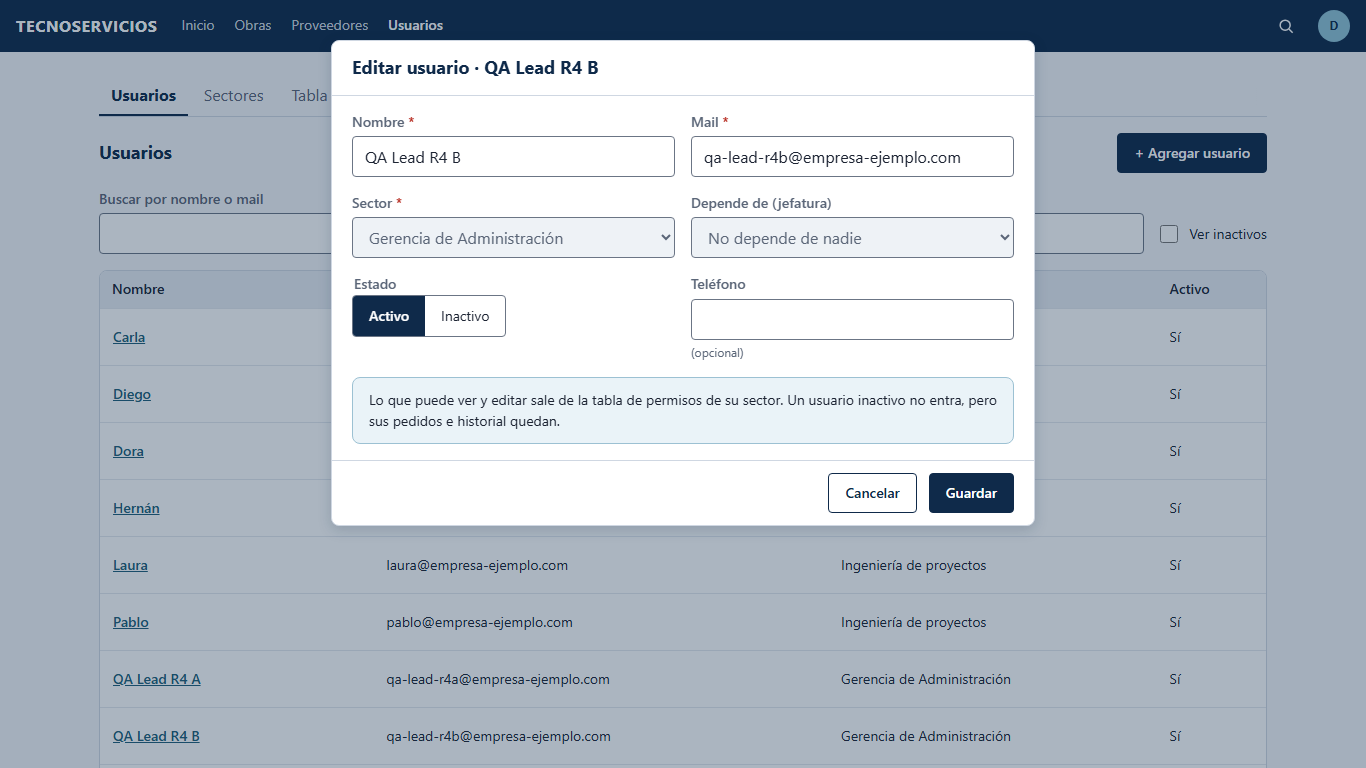 TECNOSERVICIOS Inicio Obras Proveedores Usuarios D
Editar usuario · QA Lead R4 B
Usuarios Sectores Tabla
Nombre * Mail *
QA Lead R4 B qa-lead-r4b@empresa-ejemplo.com
Usuarios + Agregar usuario
Sector * Depende de (jefatura)
Buscar por nombre o mail
Gerencia de Administración No depende de nadie
Ver inactivos
Estado Teléfono
Activo Inactivo
(opcional)
Lo que puede ver y editar sale de la tabla de permisos de su sector. Un usuario inactivo no entra, pero
sus pedidos e historial quedan.
Cancelar Guardar
Nombre Activo
Carla Sí
Diego Sí
Dora Sí
Hernán Sí
Laura laura@empresa-ejemplo.com Ingeniería de proyectos Sí
Pablo pablo@empresa-ejemplo.com Ingeniería de proyectos Sí
QA Lead R4 A qa-lead-r4a@empresa-ejemplo.com Gerencia de Administración Sí
QA Lead R4 B qa-lead-r4b@empresa-ejemplo.com Gerencia de Administración Sí